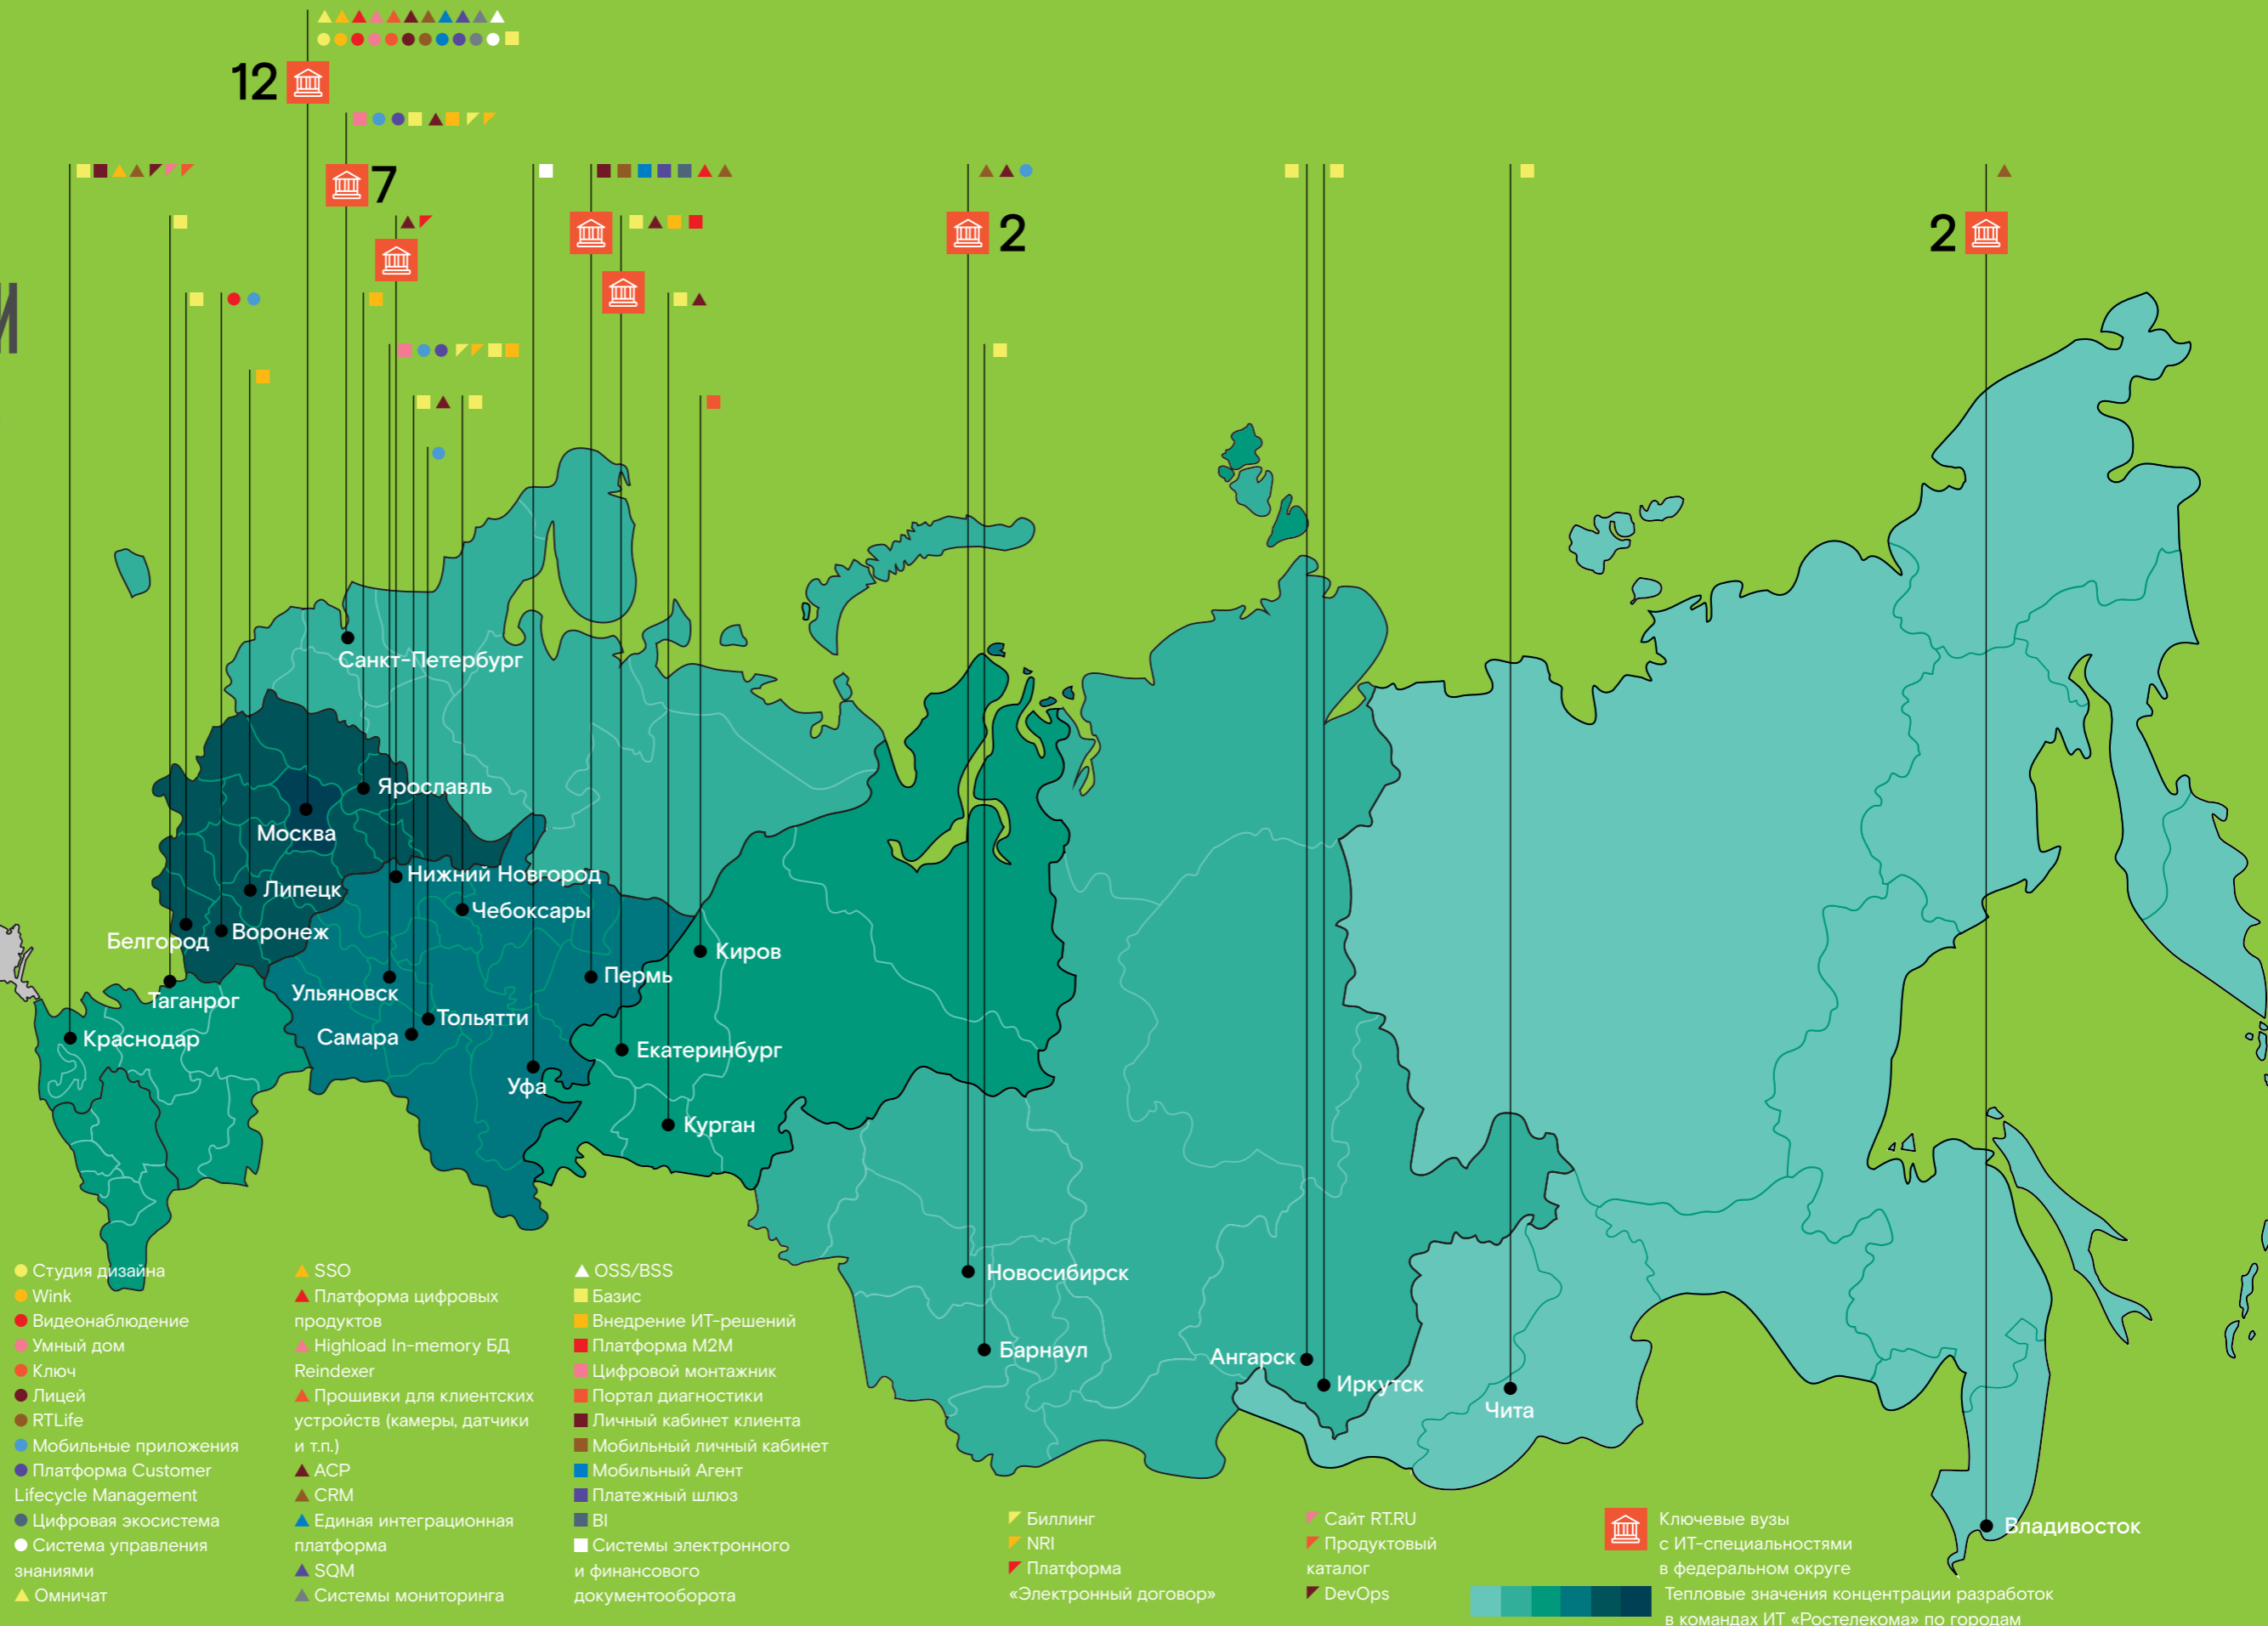 12
7
2
2
И
Санкт-Петербург
Ярославль
Москва
Нижний Новгород
Липецк
Чебоксары
Воронеж
Белгород
Киров
Пермь
Ульяновск
Таганрог
Тольятти
Самара
Краснодар
Екатеринбург
Уфа
Курган
Новосибирск
Барнаул
Ангарск
Иркутск
Чита
Владивосток
Студия дизайна
Wink
Видеонаблюдение
Умный дом
Ключ
Лицей
RTLife
Мобильные приложения
Платформа Customer
Lifecycle Management
Цифровая экосистема
Система управления
знаниями
Омничат
SSO
Платформа цифровых
продуктов
Highload In-memory БД
Reindexer
Прошивки для клиентских
устройств (камеры, датчики
и т.п.)
ACP
CRM
Единая интеграционная
платформа
SQM
Системы мониторинга
OSS/BSS
Базис
Внедрение ИТ-решений
Платформа M2M
Цифровой монтажник
Портал диагностики
Личный кабинет клиента
Мобильный личный кабинет
Мобильный Агент
Платежный шлюз
BI
Системы электронного
и финансового
документооборота
Биллинг
NRI
Платформа
«Электронный договор»
Сайт RT.RU
Продуктовый
каталог
DevOps
Ключевые вузы
с ИТ-специальностями
в федеральном округе
Тепловые значения концентрации разработок
в командах ИТ «Ростелекома» по городам